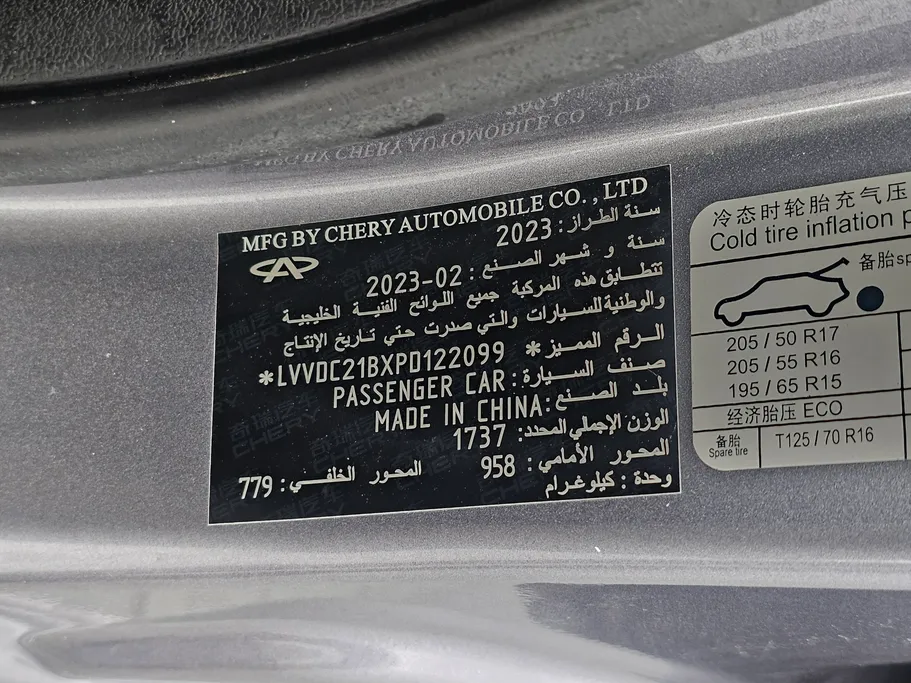 MFG BY CHERY AUTOMOBILE CO. , LTD
سنة الطراز: 2023
سنة و شهر الصنع : 2023-02
تتطابق هذه المركبة جميع اللوائح الفنية الخليجية
والوطنية للسيارات والتي صدرت حتي تاريخ الإنتاج
الرقم المميز: *LVVDC21BXPD122099*
صنف السيارة : PASSENGER CAR
بلد الصنع: MADE IN CHINA
الوزن الإجمالي المحدد: 1737
المحور الأمامي : 958 المحور الخلفي : 779
وحدة : كيلوغرام
冷态时轮胎充气压
Cold tire inflation p
备胎sp
205 / 50 R17
205 / 55 R16
195 / 65 R15
经济胎压 ECO
备胎
Spare tire
T125 / 70 R16